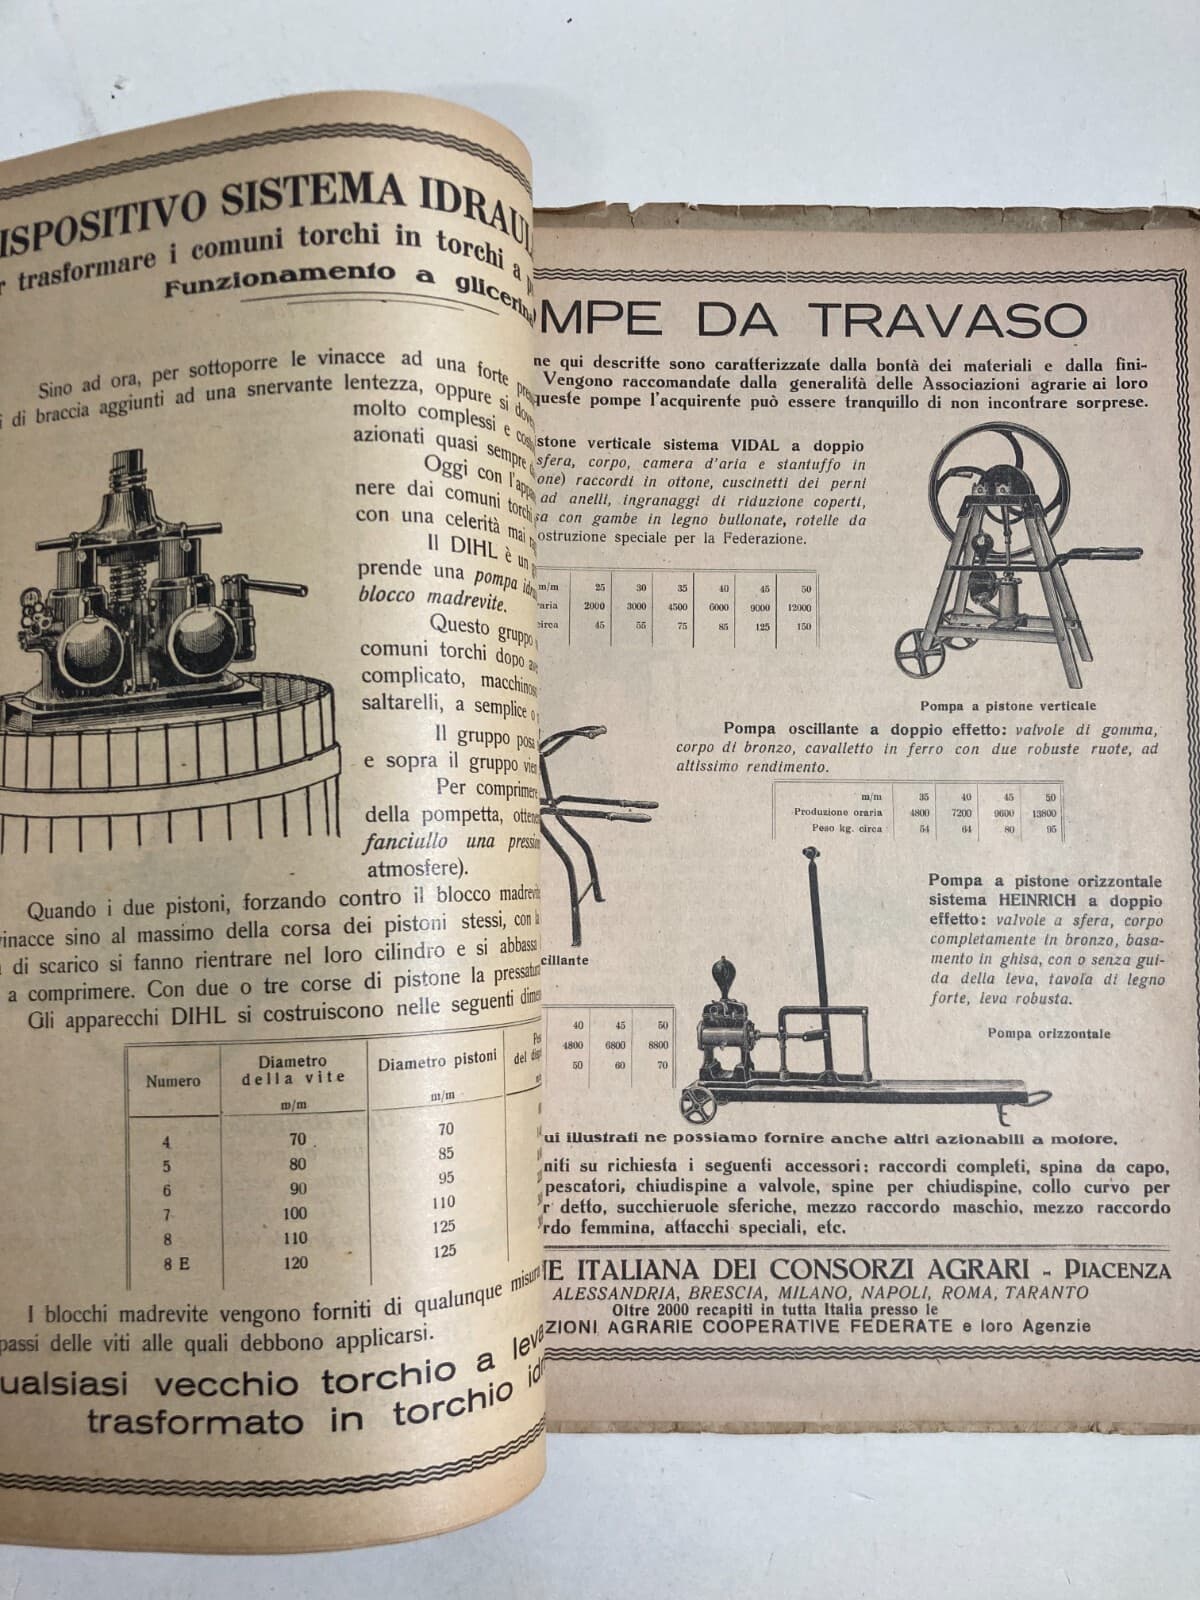 SISTEMA IDRAUL
trasformare i comuni torchi in torchi a
Funzionamento a glicerina
Sino ad ora, per sottoporre le vinacce ad una forte
di braccia aggiunti ad una snervante lentezza, oppure si
molto complessi e
azionati quasi sempre
Oggi con l'
nere dai comuni torchi
con una celerità mai
Il DIHL è un
prende una pompa
blocco madrevite.
Questo gruppo
comuni torchi dopo
complicato,
saltarelli, a semplice o
Il gruppo posa
e sopra il gruppo
Per comprimere
della pompetta,
fanciullo una
atmosfere).
Quando i due pistoni, forzando contro il blocco
vinacce sino al massimo della corsa dei pistoni stessi, con
di scarico si fanno rientrare nel loro cilindro e si
a comprimere. Con due o tre corse di pistone la
Gli apparecchi DIHL si costruiscono nelle seguenti
Numero Diametro della vite m/m Diametro pistoni m/m
4 70 70
5 80 85
6 90 95
7 100 110
8 110 125
8 E 120 125
I blocchi madrevite vengono forniti di qualunque misura
passi delle viti alle quali debbono applicarsi.
ualsiasi vecchio torchio a leva
trasformato in torchio
MPE DA TRAVASO
ne qui descritte sono caratterizzate dalla bontà dei materiali e dalla fini-
Vengono raccomandate dalla generalità delle Associazioni agrarie ai loro
queste pompe l'acquirente può essere tranquillo di non incontrare sorprese.
stone verticale sistema VIDAL a doppio
sfera, corpo, camera d'aria e stantuffo in
one) raccordi in ottone, cuscinetti dei perni
ad anelli, ingranaggi di riduzione coperti,
sa con gambe in legno bullonate, rotelle da
ostruzione speciale per la Federazione.
m/m 25 30 35 40 45 50
raria 2000 3000 4500 6000 9000 12000
circa 45 55 75 85 125 150
Pompa a pistone verticale
Pompa oscillante a doppio effetto: valvole di gomma,
corpo di bronzo, cavalletto in ferro con due robuste ruote, ad
altissimo rendimento.
m/m 35 40 45 50
Produzione oraria 4800 7200 9600 13800
Peso kg. circa 54 64 80 95
cillante
Pompa a pistone orizzontale
sistema HEINRICH a doppio
effetto: valvole a sfera, corpo
completamente in bronzo, basa-
mento in ghisa, con o senza gui-
da della leva, tavola di legno
forte, leva robusta.
Pompa orizzontale
40 45 50
4800 6800 8800
50 60 70
ui illustrati ne possiamo fornire anche altri azionabili a motore.
niti su richiesta i seguenti accessori: raccordi completi, spina da capo,
pescatori, chiudispine a valvole, spine per chiudispine, collo curvo per
r detto, succhieruole sferiche, mezzo raccordo maschio, mezzo raccordo
rdo femmina, attacchi speciali, etc.
NE ITALIANA DEI CONSORZI AGRARI - PIACENZA
ALESSANDRIA, BRESCIA, MILANO, NAPOLI, ROMA, TARANTO
Oltre 2000 recapiti in tutta Italia presso le
ZIONI AGRARIE COOPERATIVE FEDERATE e loro Agenzie